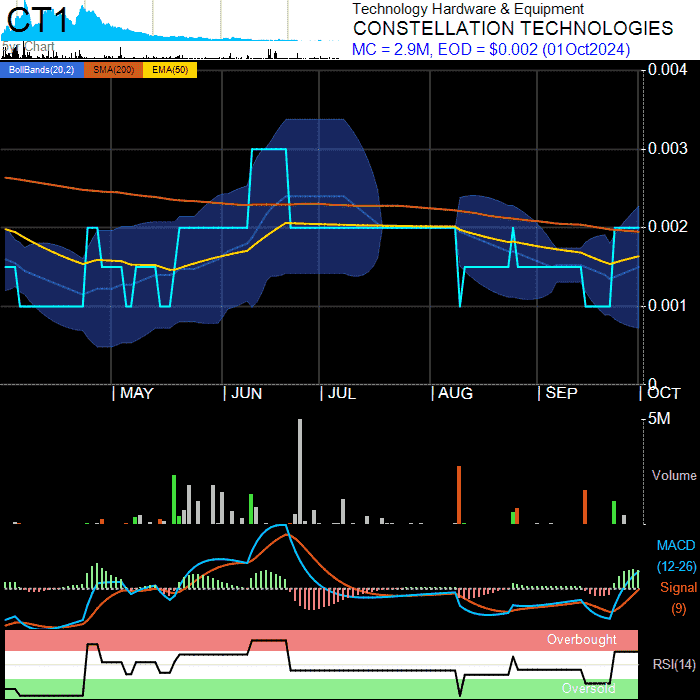 CT1
5yr Chart
Technology Hardware & Equipment
CONSTELLATION TECHNOLOGIES
MC = 2.9M, EOD = $0.002 (01Oct2024)
BollBands(20,2) SMA(200) EMA(50)
0.004
0.003
0.002
0.001
0
MAY JUN JUL AUG SEP OCT
5M
Volume
MACD
(12-26)
Signal
(9)
Overbought
RSI(14)
Oversold